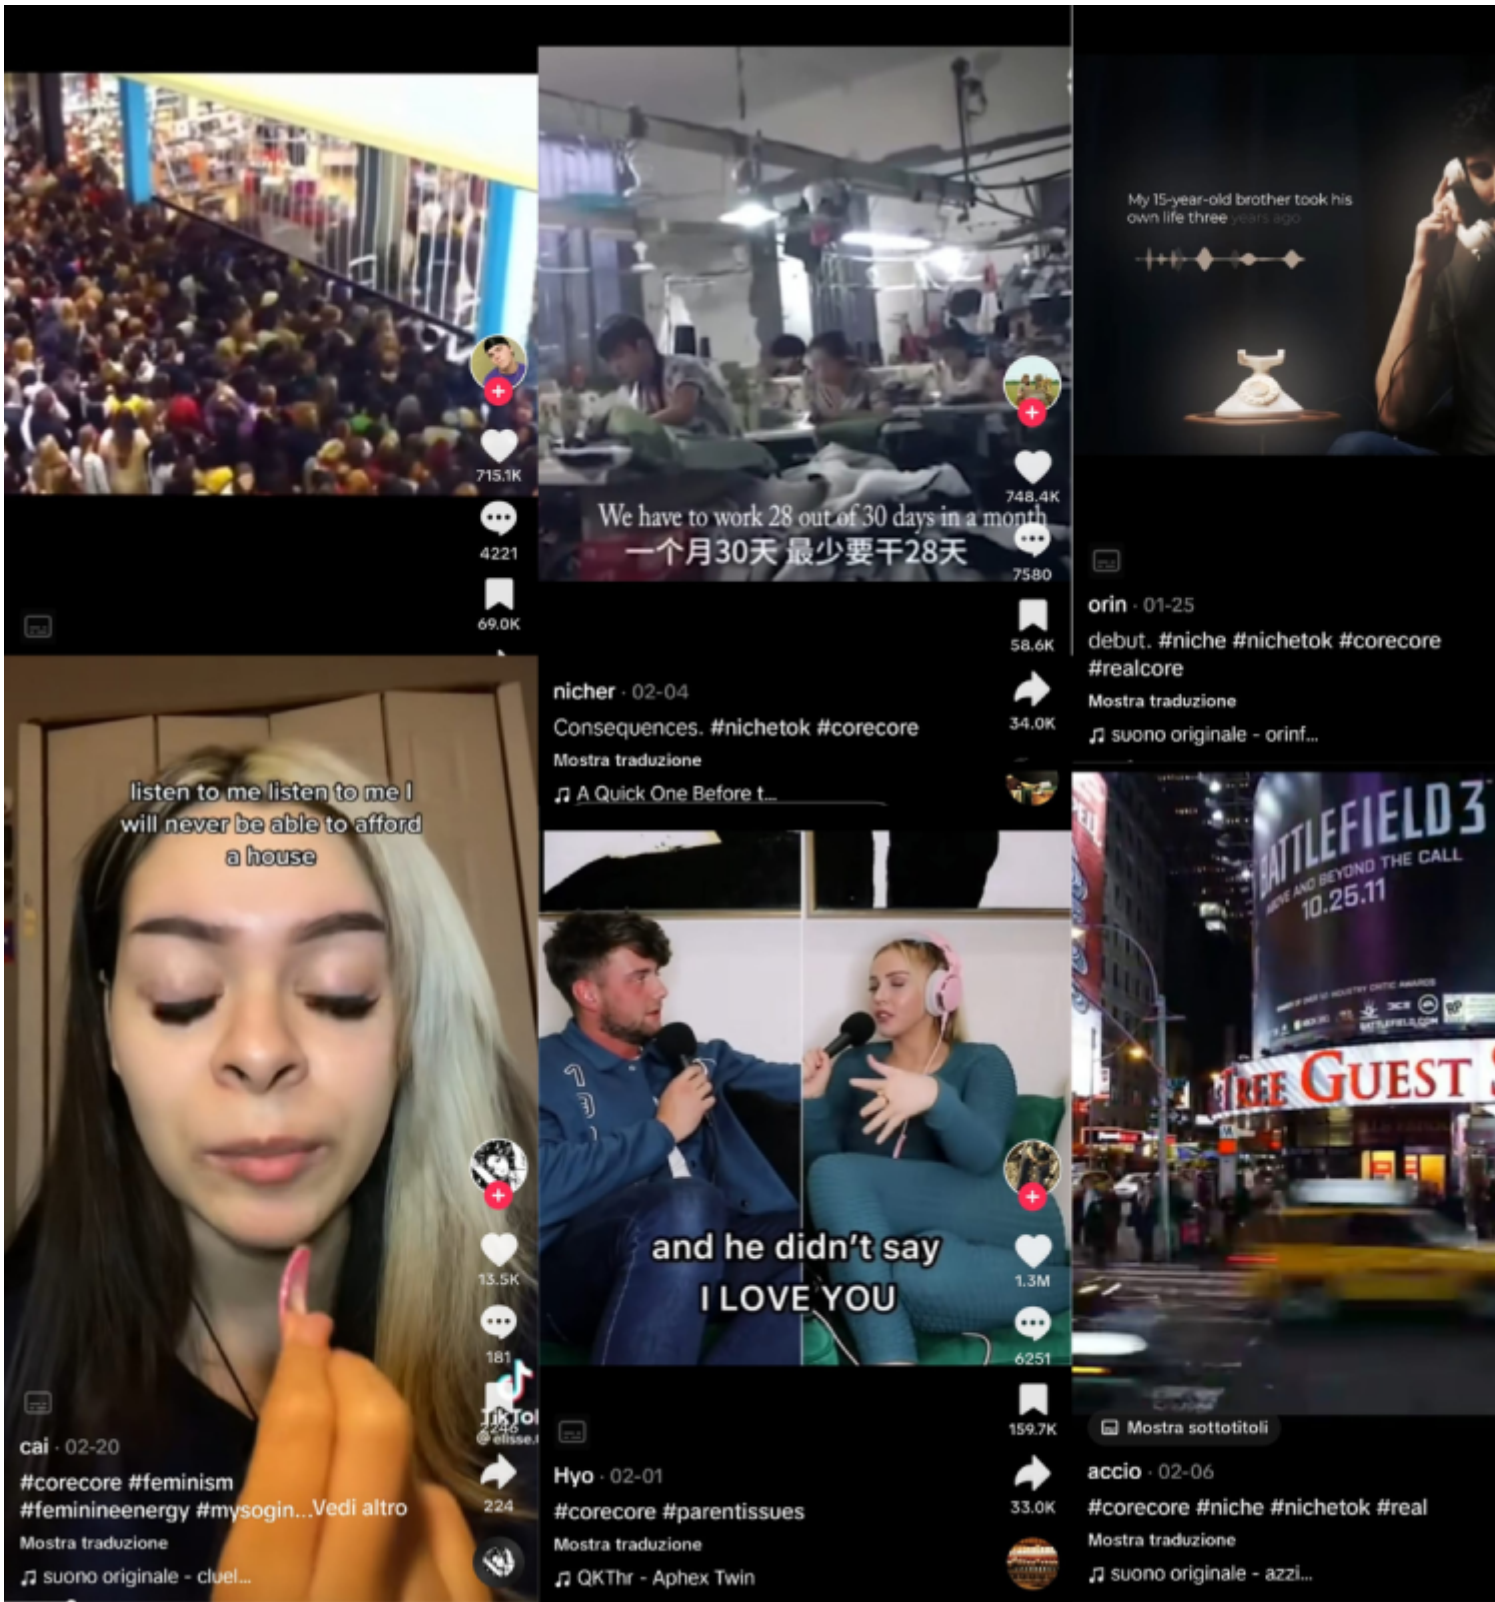 715.1K
4221
69.0K
We have to work 28 out of 30 days in a month
一个月30天 最少要干28天
748.4K
7580
58.6K
34.0K
nicher · 02-04
Consequences. #nichetok #corecore
Mostra traduzione
A Quick One Before t...
My 15-year-old brother took his
own life three years ago
orin · 01-25
debut. #niche #nichetok #corecore
#realcore
Mostra traduzione
suono originale - orinf...
listen to me listen to me I
will never be able to afford
a house
13.5K
181
TikTok
2246
224
cai · 02-20
#corecore #feminism
#feminineenergy #mysogin...Vedi altro
Mostra traduzione
suono originale - cluel...
and he didn't say
I LOVE YOU
1.3M
6251
159.7K
33.0K
Hyo · 02-01
#corecore #parentissues
Mostra traduzione
QKThr - Aphex Twin
BATTLEFIELD 3
ABOVE AND BEYOND THE CALL
10.25.11
BATTLEFIELD.COM
TREE GUEST S
Mostra sottotitoli
accio · 02-06
#corecore #niche #nichetok #real
Mostra traduzione
suono originale - azzi...